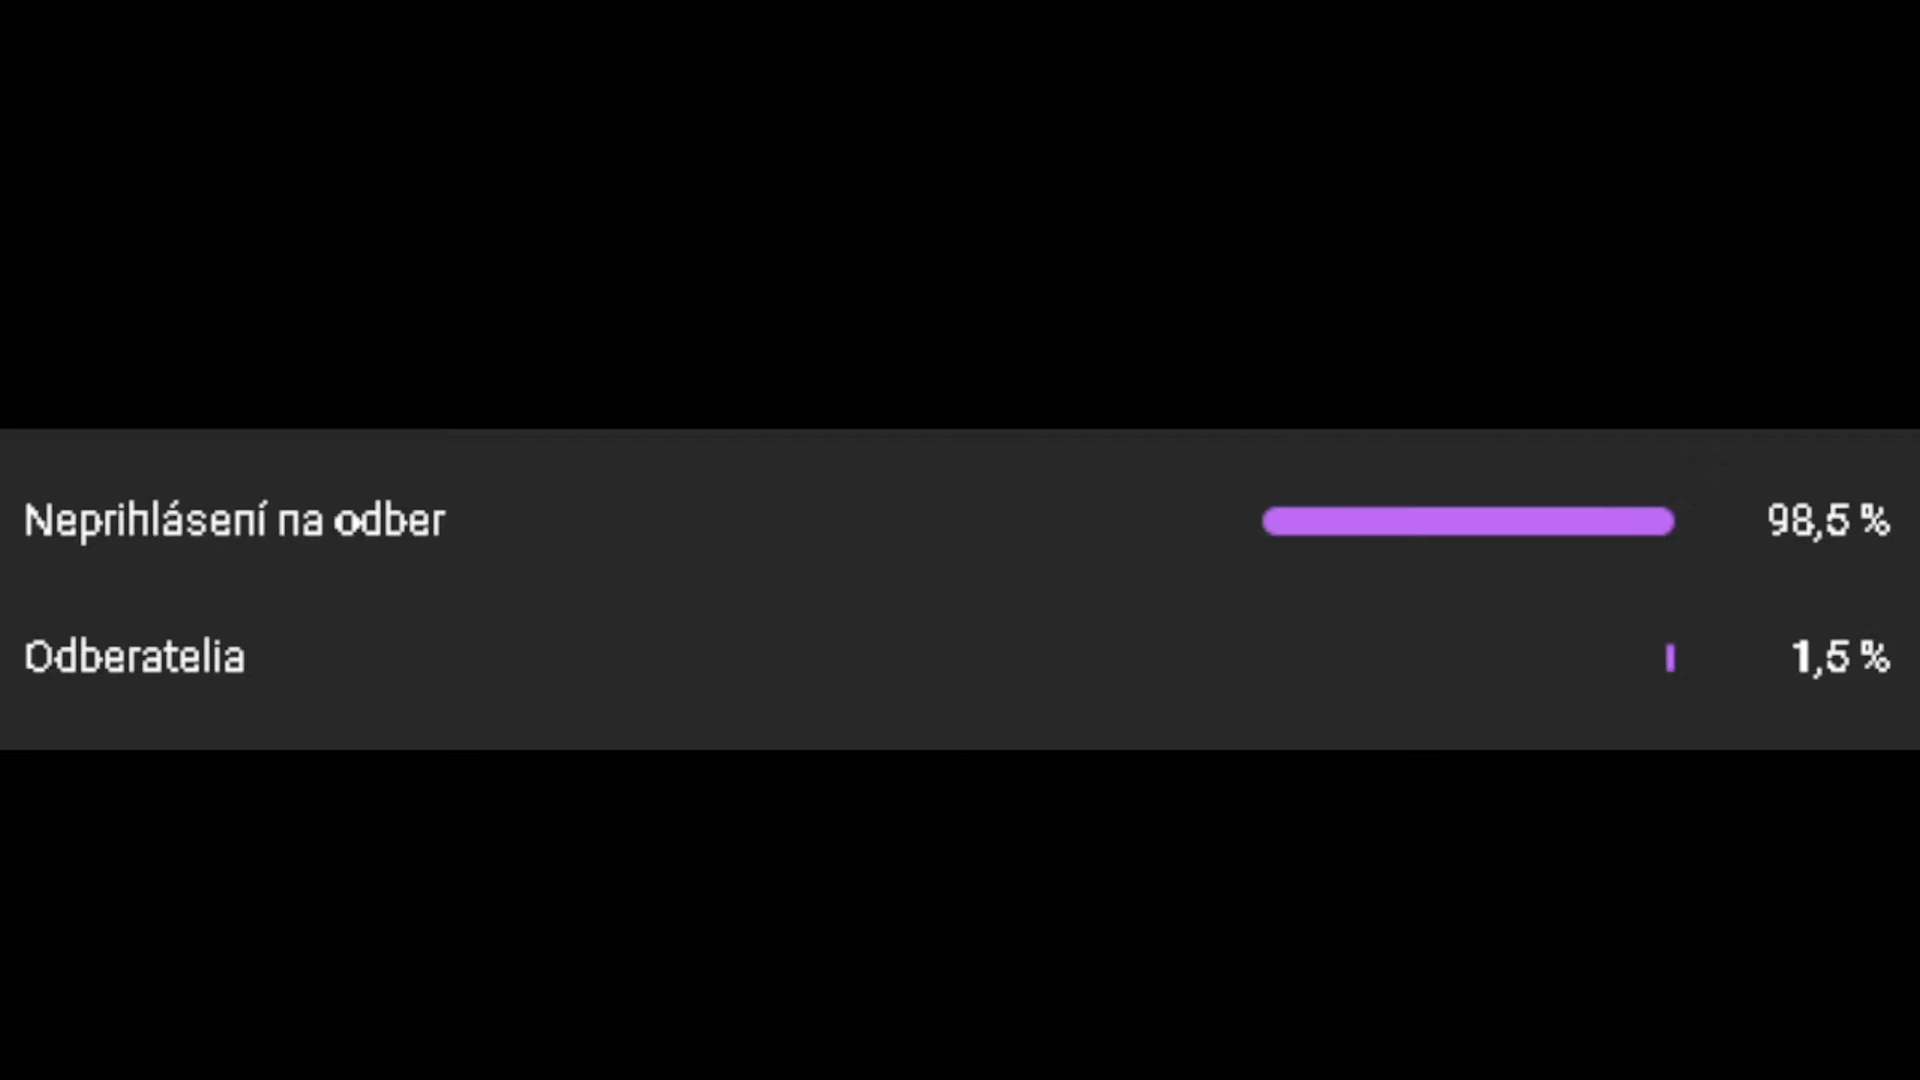 Neprihlásení na odber 98,5 %
Odberatelia 1,5 %